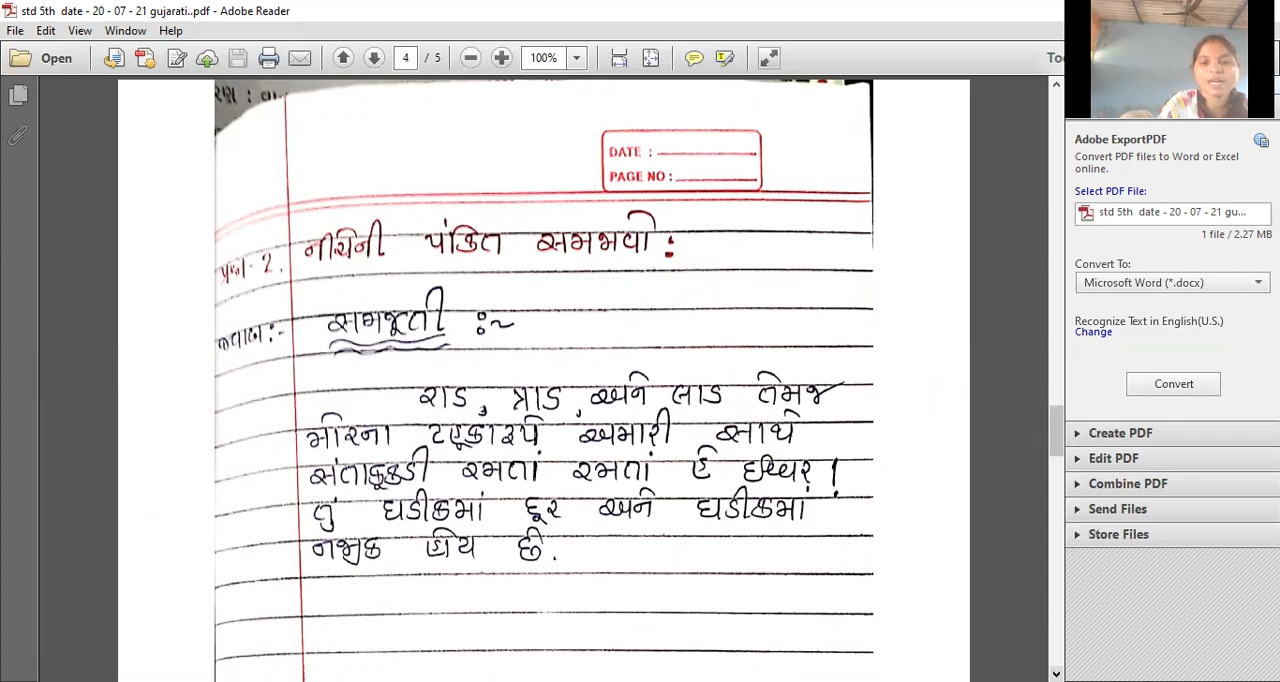 std 5th date - 20 - 07 - 21 gujarati..pdf - Adobe Reader
File Edit View Window Help
Open 4 / 5 100% To
રણ : વા
DATE :
PAGE NO :
પ્રશ્ન - 2. નીચેની પંક્તિ સમજાવો :
જવાબ :- સમજૂતી :~
રાડ, ત્રાડ, અને લાડ તેમજ
મોરના ટહૂકારૂપે અમારી સાથે
સંતાકૂકડી રમતાં રમતાં હે ઈશ્વર !
તું ઘડીકમાં દૂર અને ઘડીકમાં
નજીક હોય છે.
Adobe ExportPDF
Convert PDF files to Word or Excel
online.
Select PDF File:
std 5th date - 20 - 07 - 21 gu...
1 file / 2.27 MB
Convert To:
Microsoft Word (*.docx)
Recognize Text in English(U.S.)
Change
Convert
Create PDF
Edit PDF
Combine PDF
Send Files
Store Files